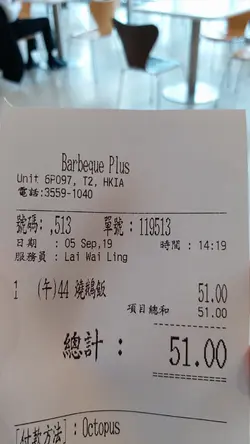 Barbeque Plus
Unit 6P097, T2, HKIA
電話:3559-1040
號碼: ,513 單號 : 119513
日期 : 05 Sep,19 時間 : 14:19
服務員 : Lai Wai Ling
1 (午)44 燒鵝飯 51.00
項目總和 51.00
總計 : 51.00
[付款方法] : Octopus